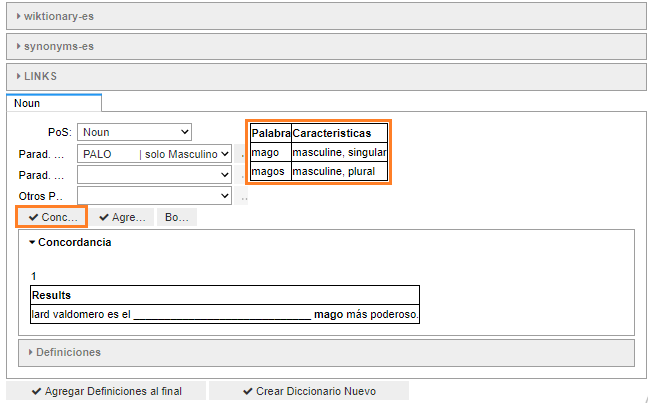 wiktionary-es
synonyms-es
LINKS
Noun
PoS: Noun
Parad. ... PALO | solo Masculino ..
Parad. ... ..
Otros P.. ..
Conc... Agre... Bo...
Palabra Caracteristicas
mago masculine, singular
magos masculine, plural
Concordancia
1
Results
lard valdomero es el ______________________________ mago más poderoso.
Definiciones
Agregar Definiciones al final Crear Diccionario Nuevo